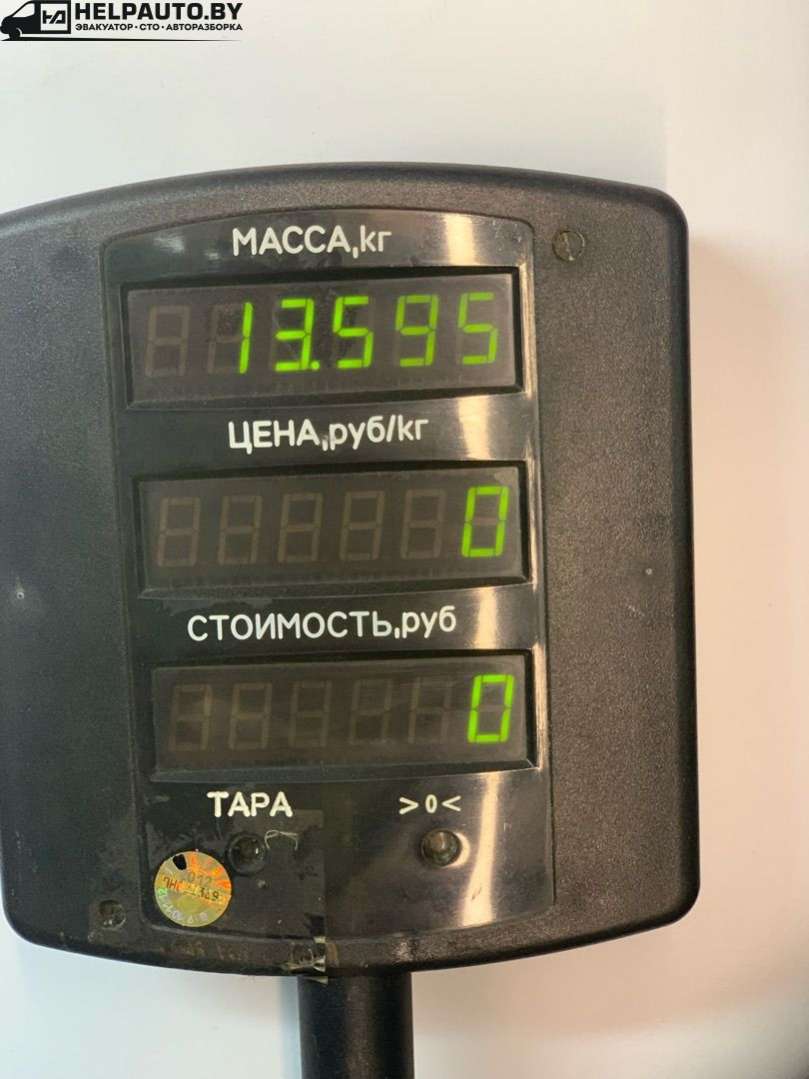 HELPAUTO.BY
ЭВАКУАТОР • СТО • АВТОРАЗБОРКА
МАССА,кг
13.595
ЦЕНА,руб/кг
0
СТОИМОСТЬ,руб
0
ТАРА >0<